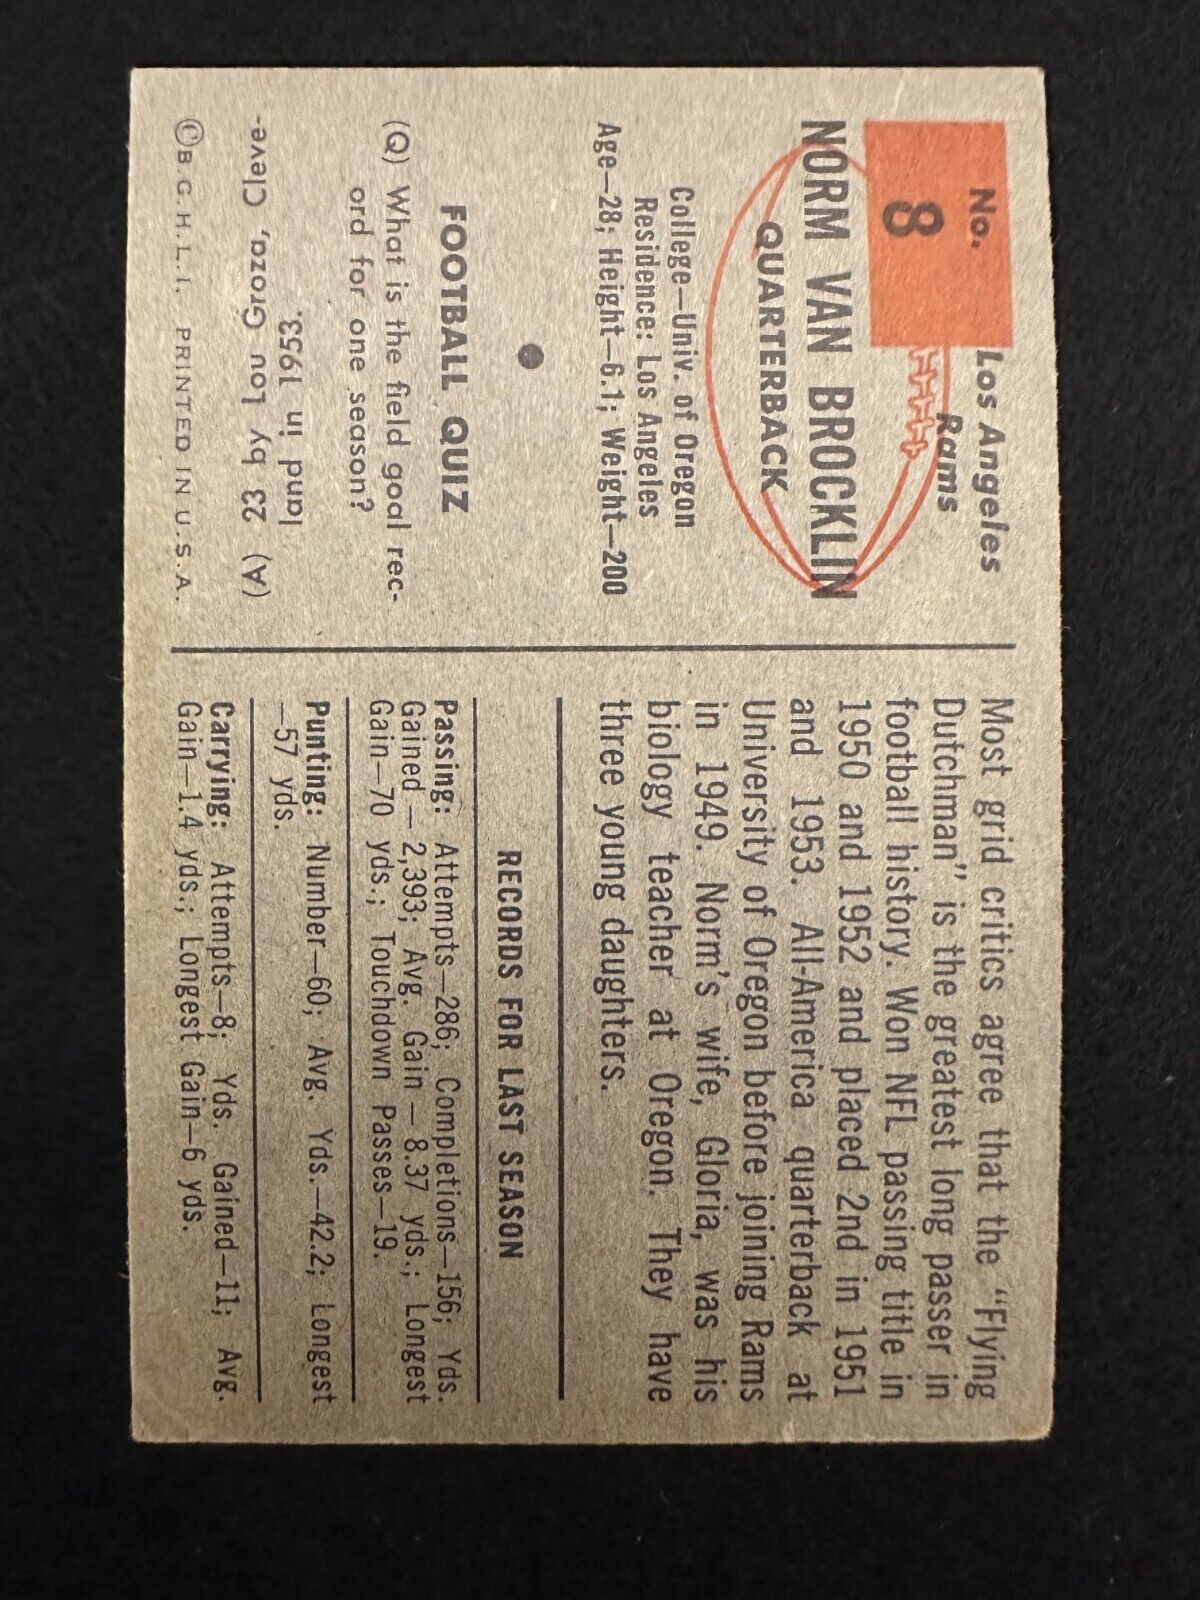 No.
8
Los Angeles
Rams
NORM VAN BROCKLIN
QUARTERBACK
College—Univ. of Oregon
Residence: Los Angeles
Age—28; Height—6.1; Weight—200
FOOTBALL QUIZ
(Q) What is the field goal rec-
ord for one season?
(A) 23 by Lou Groza, Cleve-
land in 1953.
©B.G.H.L.I. PRINTED IN U.S.A.
Most grid critics agree that the "Flying
Dutchman" is the greatest long passer in
football history. Won NFL passing title in
1950 and 1952 and placed 2nd in 1951
and 1953. All-America quarterback at
University of Oregon before joining Rams
in 1949. Norm's wife, Gloria, was his
biology teacher at Oregon. They have
three young daughters.
RECORDS FOR LAST SEASON
Passing: Attempts—286; Completions—156; Yds.
Gained—2,393; Avg. Gain—8.37 yds.; Longest
Gain—70 yds.; Touchdown Passes—19.
Punting: Number—60; Avg. Yds.—42.2; Longest
—57 yds.
Carrying: Attempts—8; Yds. Gained—11; Avg.
Gain—1.4 yds.; Longest Gain—6 yds.